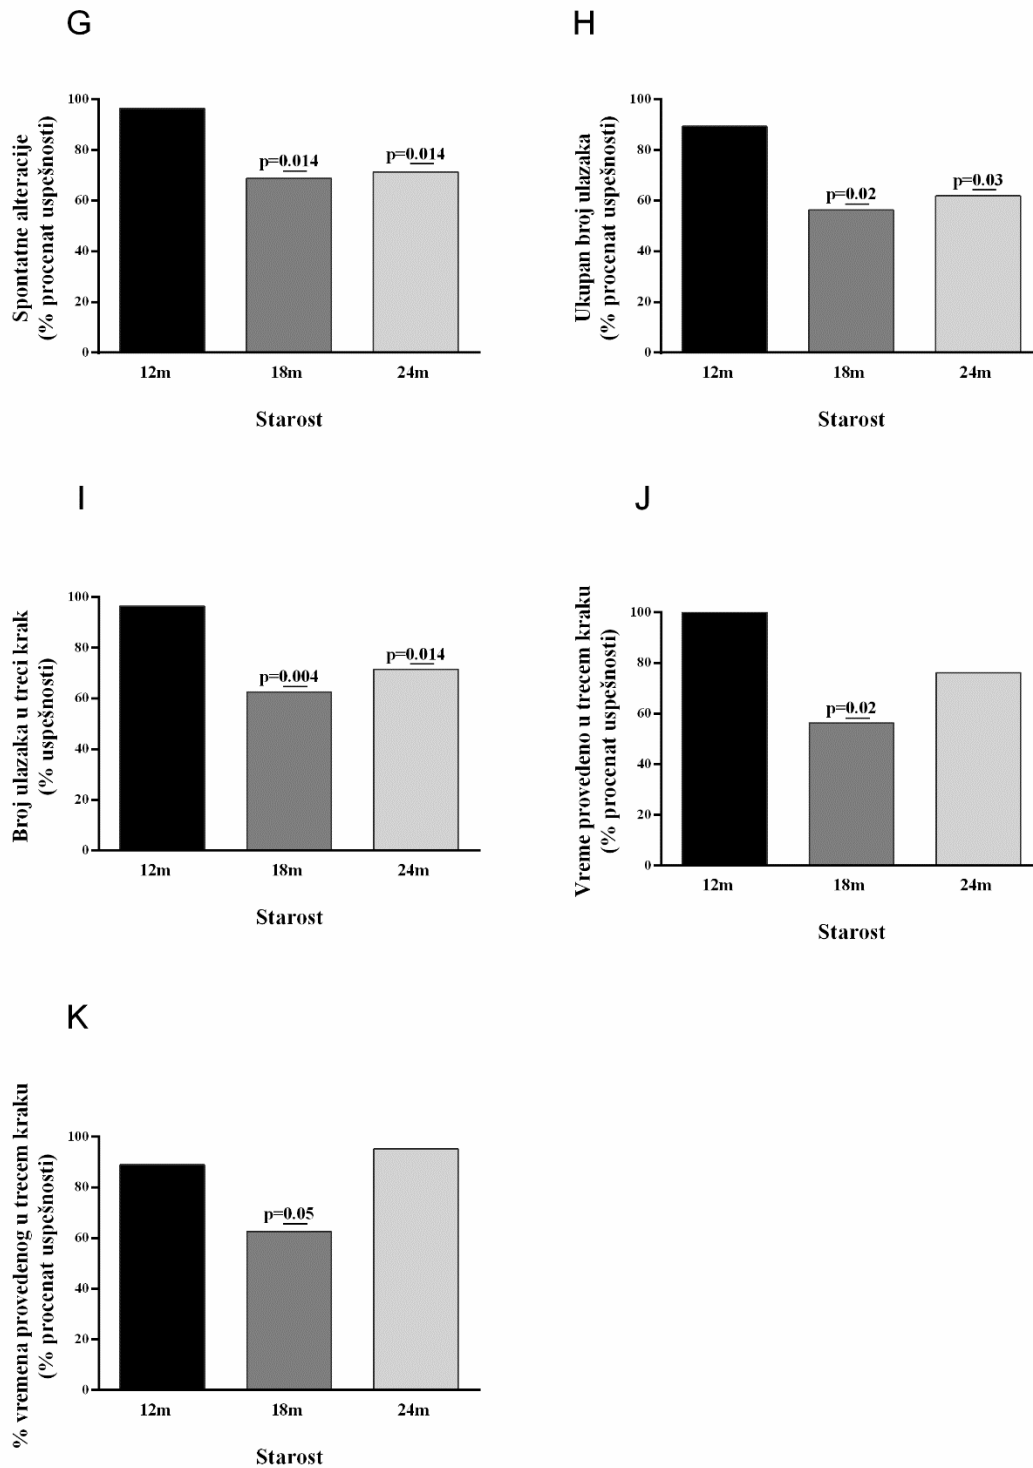 G
Spontatne alteracije
(% procenat uspešnosti)
100
80
60
40
20
0
p=0.014
p=0.014
12m
18m
24m
Starost
H
Ukupan broj ulazaka
(% procenat uspešnosti)
100
80
60
40
20
0
p=0.02
p=0.03
12m
18m
24m
Starost
I
Broj ulazaka u treci krak
(% uspešnosti)
100
80
60
40
20
0
p=0.004
p=0.014
12m
18m
24m
Starost
J
Vreme provedeno u trecem kraku
(% procenat uspešnosti)
100
80
60
40
20
0
p=0.02
12m
18m
24m
Starost
K
% vremena provedenog u trecem kraku
(% procenat uspešnosti)
100
80
60
40
20
0
p=0.05
12m
18m
24m
Starost